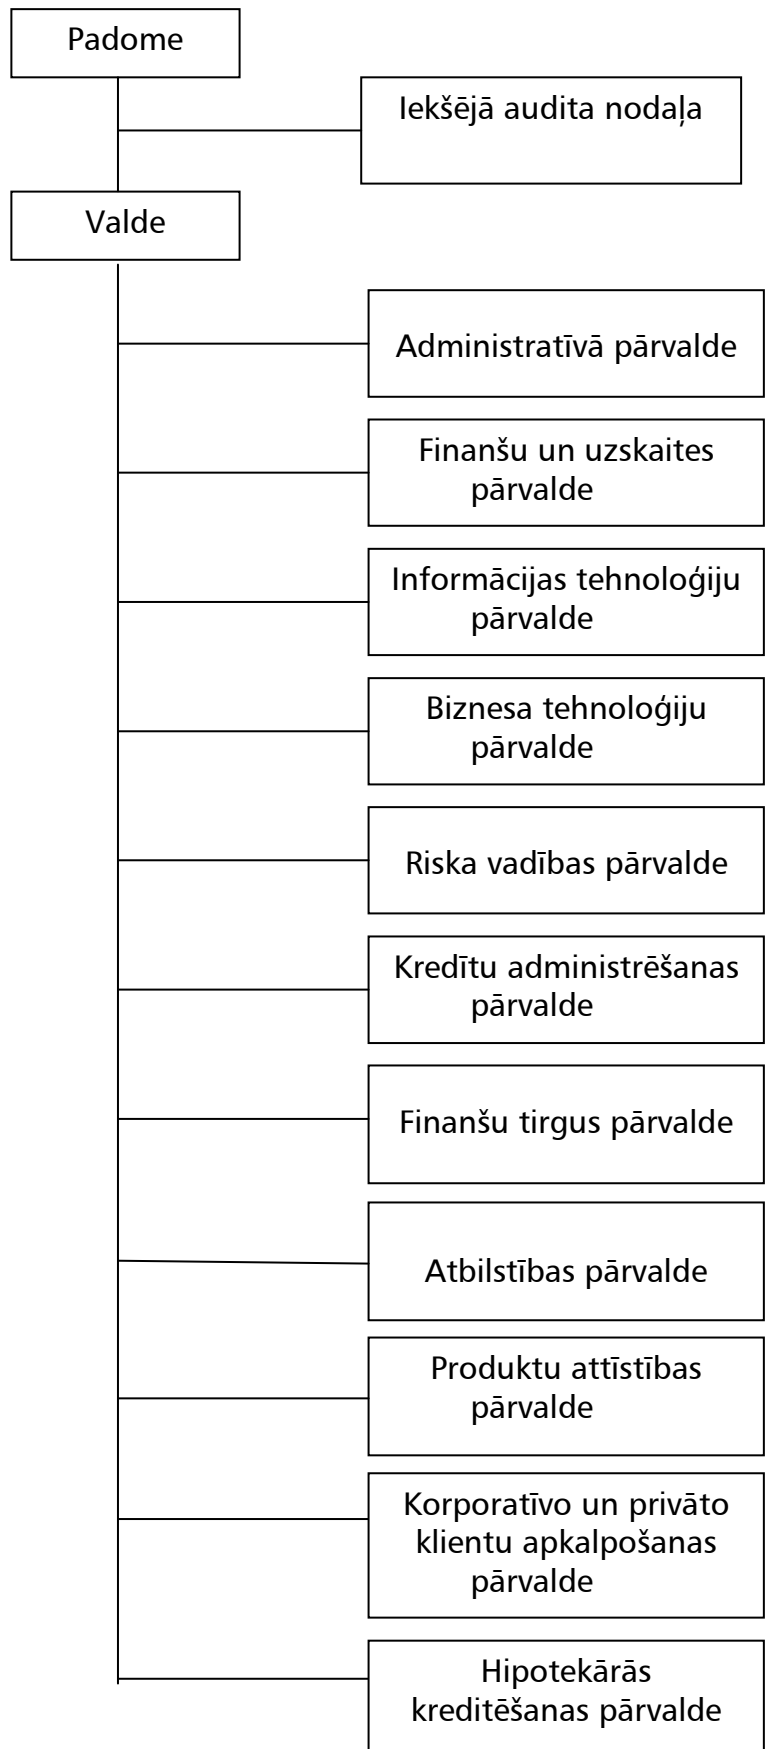 Padome
Iekšējā audita nodaļa
Valde
Administratīvā pārvalde
Finanšu un uzskaites
pārvalde
Informācijas tehnoloģiju
pārvalde
Biznesa tehnoloģiju
pārvalde
Riska vadības pārvalde
Kredītu administrēšanas
pārvalde
Finanšu tirgus pārvalde
Atbilstības pārvalde
Produktu attīstības
pārvalde
Korporatīvo un privāto
klientu apkalpošanas
pārvalde
Hipotekārās
kreditēšanas pārvalde